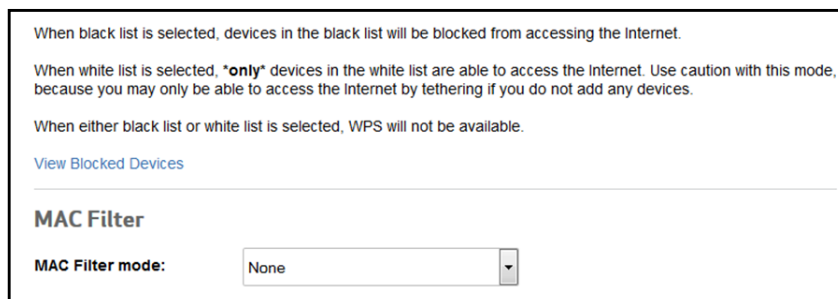 When black list is selected, devices in the black list will be blocked from accessing the Internet.
When white list is selected, *only* devices in the white list are able to access the Internet. Use caution with this mode,
because you may only be able to access the Internet by tethering if you do not add any devices.
When either black list or white list is selected, WPS will not be available.
View Blocked Devices
MAC Filter
MAC Filter mode: None